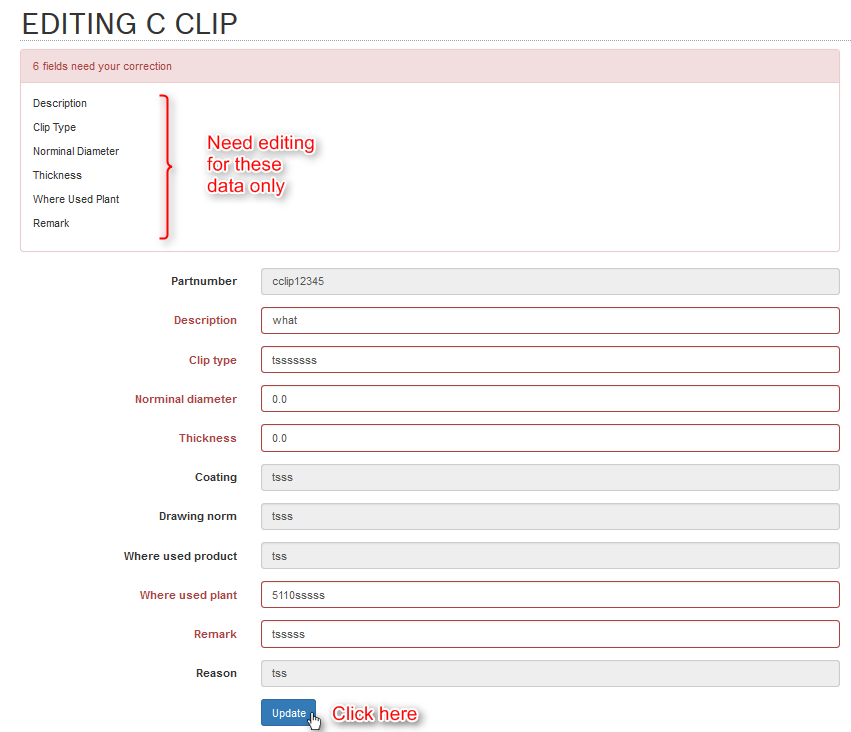 EDITING C CLIP
6 fields need your correction
Description
Clip Type
Norminal Diameter
Thickness
Where Used Plant
Remark
Need editing
for these
data only
Partnumber cclip12345
Description what
Clip type tsssssss
Norminal diameter 0.0
Thickness 0.0
Coating tsss
Drawing norm tsss
Where used product tss
Where used plant 5110sssss
Remark tsssss
Reason tss
Update Click here